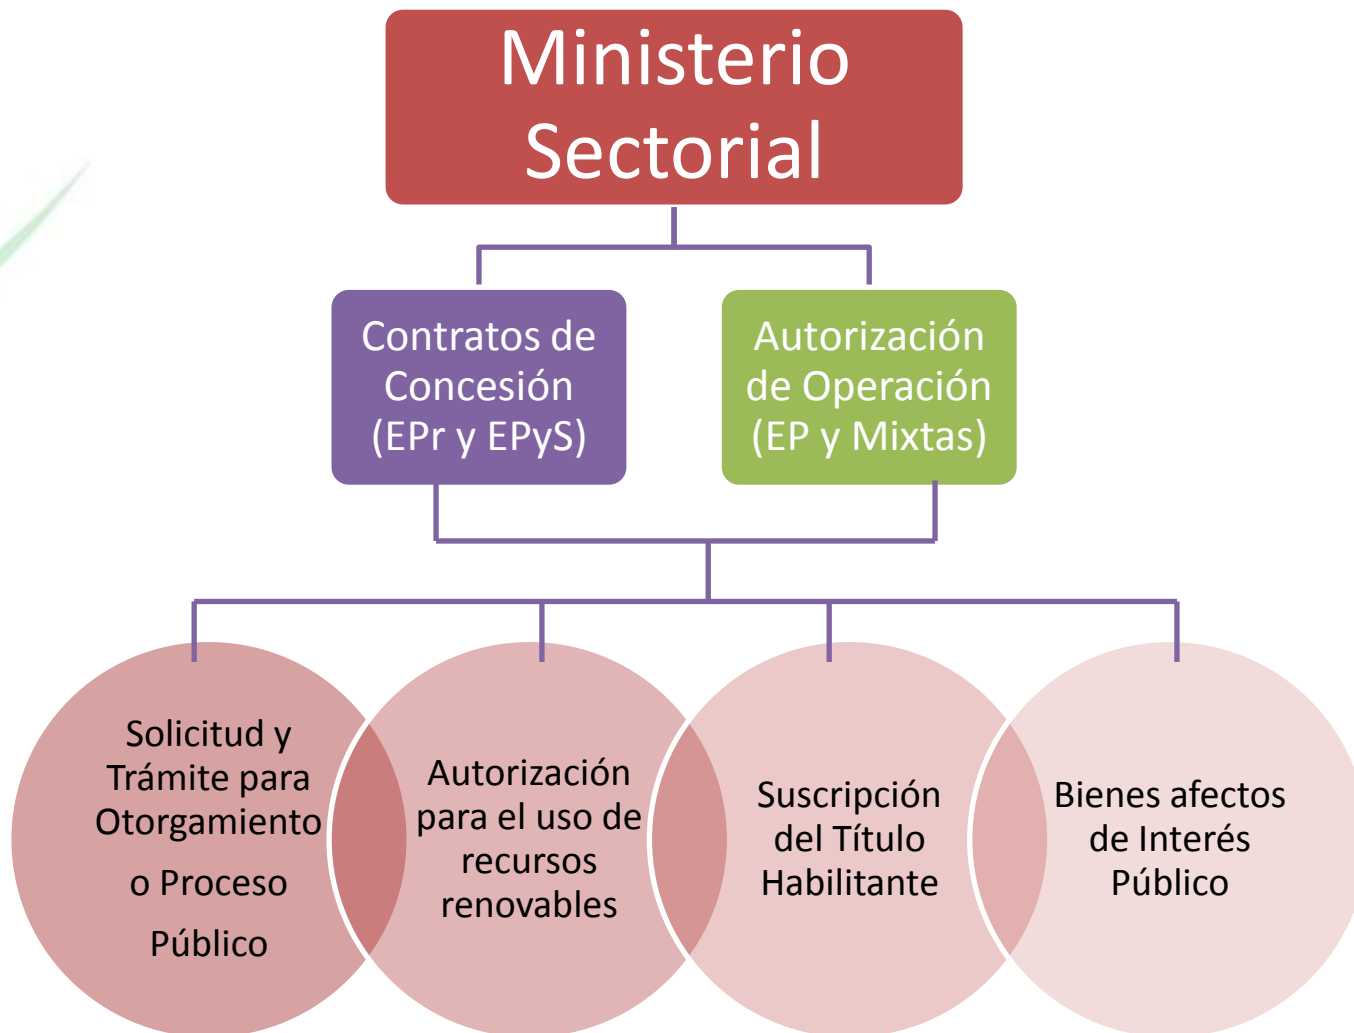 Ministerio
Sectorial
Contratos de
Concesión
(EPr y EPyS)
Autorización
de Operación
(EP y Mixtas)
Solicitud y
Trámite para
Otorgamiento
o Proceso
Público
Autorización
para el uso de
recursos
renovables
Suscripción
del Título
Habilitante
Bienes afectos
de Interés
Público